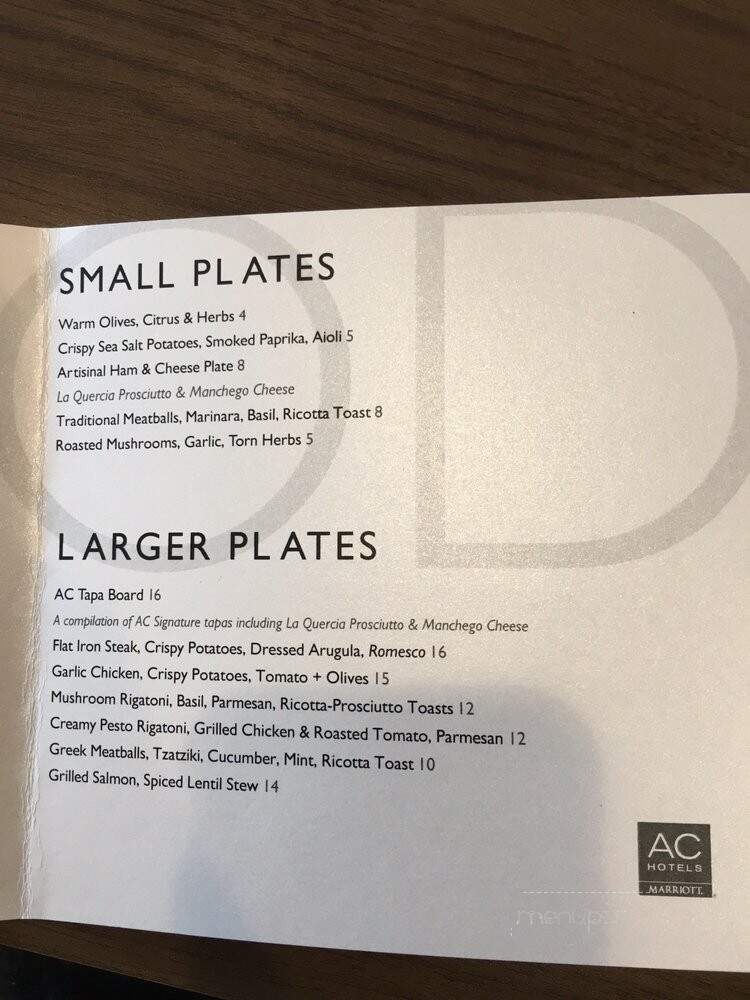 SMALL PLATES
Warm Olives, Citrus & Herbs 4
Crispy Sea Salt Potatoes, Smoked Paprika, Aioli 5
Artisinal Ham & Cheese Plate 8
La Quercia Prosciutto & Manchego Cheese
Traditional Meatballs, Marinara, Basil, Ricotta Toast 8
Roasted Mushrooms, Garlic, Torn Herbs 5
LARGER PLATES
AC Tapa Board 16
A compilation of AC Signature tapas including La Quercia Prosciutto & Manchego Cheese
Flat Iron Steak, Crispy Potatoes, Dressed Arugula, Romesco 16
Garlic Chicken, Crispy Potatoes, Tomato + Olives 15
Mushroom Rigatoni, Basil, Parmesan, Ricotta-Prosciutto Toasts 12
Creamy Pesto Rigatoni, Grilled Chicken & Roasted Tomato, Parmesan 12
Greek Meatballs, Tzatziki, Cucumber, Mint, Ricotta Toast 10
Grilled Salmon, Spiced Lentil Stew 14
AC
HOTELS
MARRIOTT